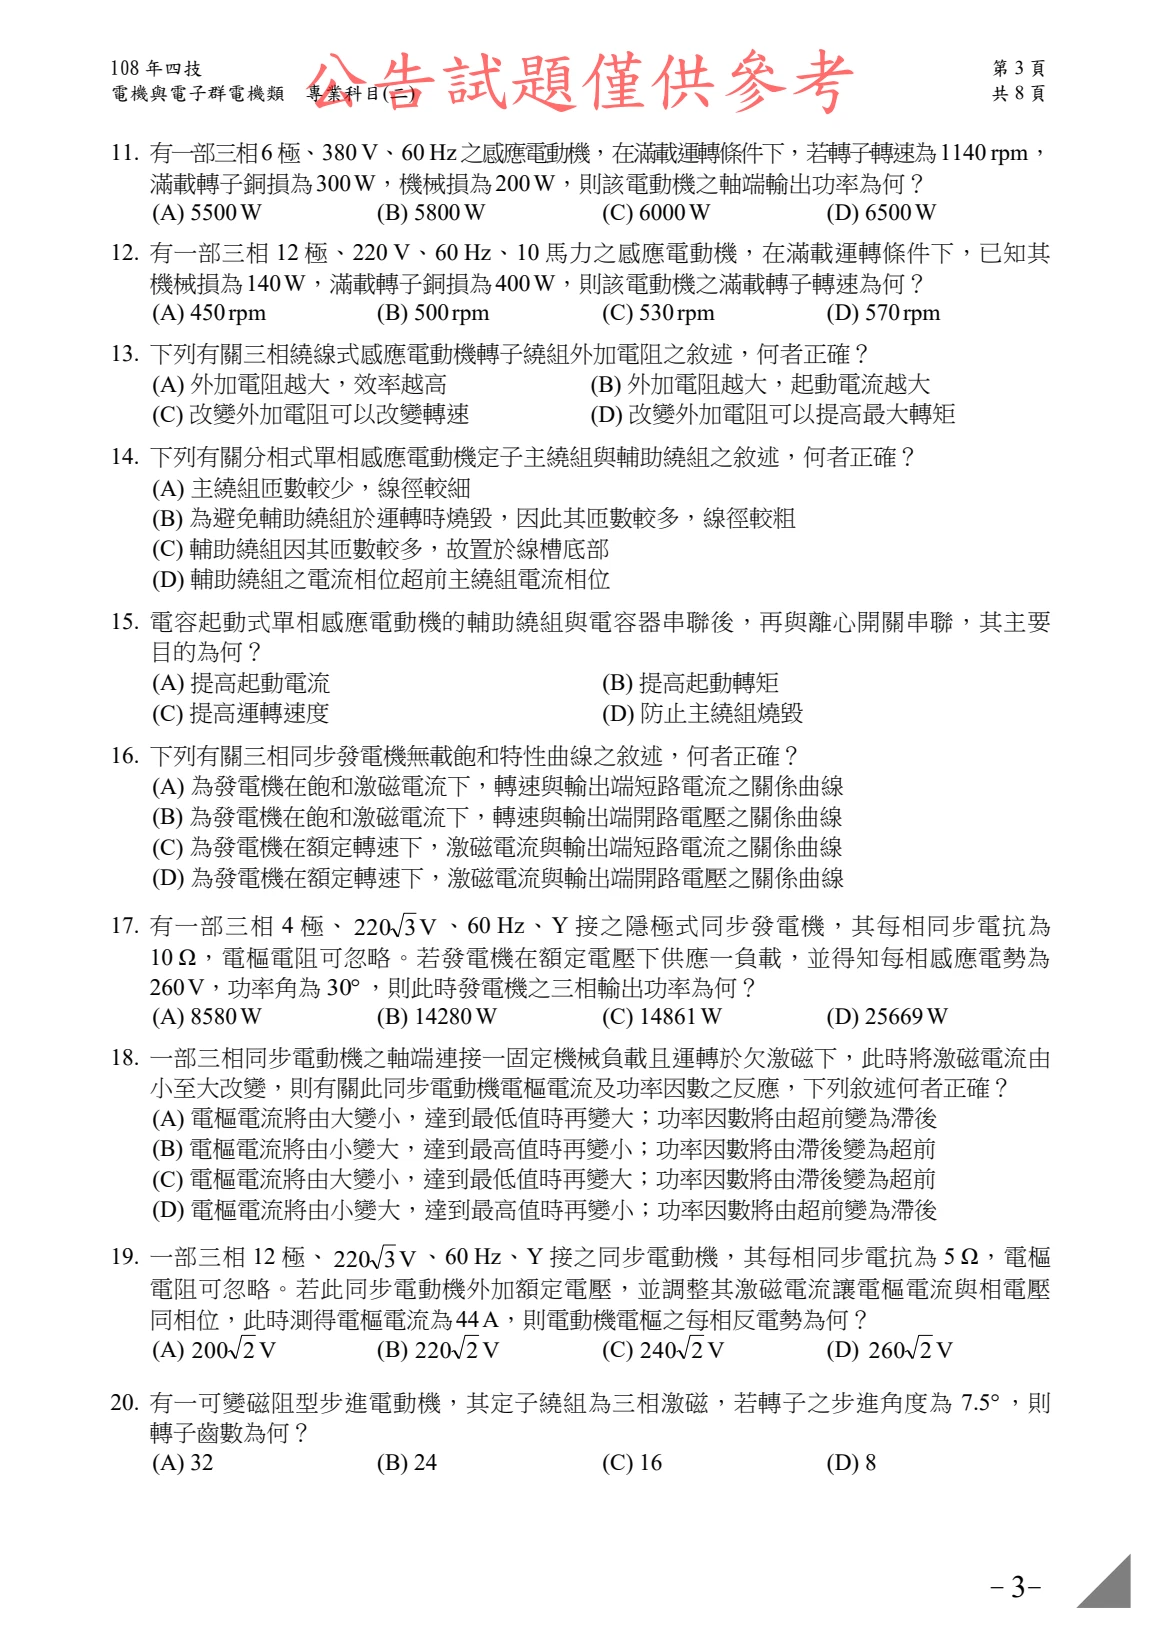 108 年四技
電機與電子群電機類　專業科目(二)
公告試題僅供參考
第 3 頁
共 8 頁
11. 有一部三相6 極、380 V、60 Hz之感應電動機，在滿載運轉條件下，若轉子轉速為1140 rpm，
滿載轉子銅損為300 W，機械損為200 W，則該電動機之軸端輸出功率為何？
(A) 5500 W (B) 5800 W (C) 6000 W (D) 6500 W
12. 有一部三相 12 極、220 V、60 Hz、10 馬力之感應電動機，在滿載運轉條件下，已知其
機械損為140 W，滿載轉子銅損為400 W，則該電動機之滿載轉子轉速為何？
(A) 450 rpm (B) 500 rpm (C) 530 rpm (D) 570 rpm
13. 下列有關三相繞線式感應電動機轉子繞組外加電阻之敘述，何者正確？
(A) 外加電阻越大，效率越高 (B) 外加電阻越大，起動電流越大
(C) 改變外加電阻可以改變轉速 (D) 改變外加電阻可以提高最大轉矩
14. 下列有關分相式單相感應電動機定子主繞組與輔助繞組之敘述，何者正確？
(A) 主繞組匝數較少，線徑較細
(B) 為避免輔助繞組於運轉時燒毀，因此其匝數較多，線徑較粗
(C) 輔助繞組因其匝數較多，故置於線槽底部
(D) 輔助繞組之電流相位超前主繞組電流相位
15. 電容起動式單相感應電動機的輔助繞組與電容器串聯後，再與離心開關串聯，其主要
目的為何？
(A) 提高起動電流 (B) 提高起動轉矩
(C) 提高運轉速度 (D) 防止主繞組燒毀
16. 下列有關三相同步發電機無載飽和特性曲線之敘述，何者正確？
(A) 為發電機在飽和激磁電流下，轉速與輸出端短路電流之關係曲線
(B) 為發電機在飽和激磁電流下，轉速與輸出端開路電壓之關係曲線
(C) 為發電機在額定轉速下，激磁電流與輸出端短路電流之關係曲線
(D) 為發電機在額定轉速下，激磁電流與輸出端開路電壓之關係曲線
17. 有一部三相 4 極、220√3 V、60 Hz、Y 接之隱極式同步發電機，其每相同步電抗為
10 Ω，電樞電阻可忽略。若發電機在額定電壓下供應一負載，並得知每相感應電勢為
260 V，功率角為 30°，則此時發電機之三相輸出功率為何？
(A) 8580 W (B) 14280 W (C) 14861 W (D) 25669 W
18. 一部三相同步電動機之軸端連接一固定機械負載且運轉於欠激磁下，此時將激磁電流由
小至大改變，則有關此同步電動機電樞電流及功率因數之反應，下列敘述何者正確？
(A) 電樞電流將由大變小，達到最低值時再變大；功率因數將由超前變為滯後
(B) 電樞電流將由小變大，達到最高值時再變小；功率因數將由滯後變為超前
(C) 電樞電流將由大變小，達到最低值時再變大；功率因數將由滯後變為超前
(D) 電樞電流將由小變大，達到最高值時再變小；功率因數將由超前變為滯後
19. 一部三相 12 極、220√3 V、60 Hz、Y 接之同步電動機，其每相同步電抗為 5 Ω，電樞
電阻可忽略。若此同步電動機外加額定電壓，並調整其激磁電流讓電樞電流與相電壓
同相位，此時測得電樞電流為44 A，則電動機電樞之每相反電勢為何？
(A) 200√2 V (B) 220√2 V (C) 240√2 V (D) 260√2 V
20. 有一可變磁阻型步進電動機，其定子繞組為三相激磁，若轉子之步進角度為 7.5°，則
轉子齒數為何？
(A) 32 (B) 24 (C) 16 (D) 8
- 3-